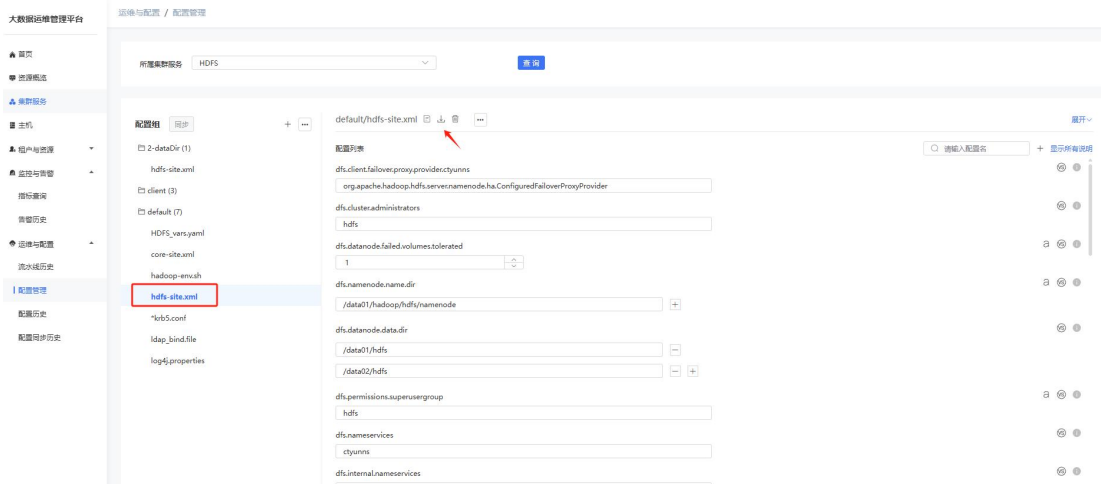 大数据运维管理平台
运维与配置 / 配置管理
首页
资源概览
集群服务
主机
租户与资源
监控与告警
指标查询
告警历史
运维与配置
流水线历史
配置管理
配置历史
配置同步历史
所属集群服务 HDFS 查询
配置组 同步
2-dataDir (1)
hdfs-site.xml
client (3)
default (7)
HDFS_vars.yaml
core-site.xml
hadoop-env.sh
hdfs-site.xml
*krb5.conf
ldap_bind.file
log4j.properties
default/hdfs-site.xml 展开
配置列表 请输入配置名 显示所有说明
dfs.client.failover.proxy.provider.ctyunns
org.apache.hadoop.hdfs.server.namenode.ha.ConfiguredFailoverProxyProvider
dfs.cluster.administrators
hdfs
dfs.datanode.failed.volumes.tolerated
1
dfs.namenode.name.dir
/data01/hadoop/hdfs/namenode
dfs.datanode.data.dir
/data01/hdfs
/data02/hdfs
dfs.permissions.superusergroup
hdfs
dfs.nameservices
ctyunns
dfs.internal.nameservices